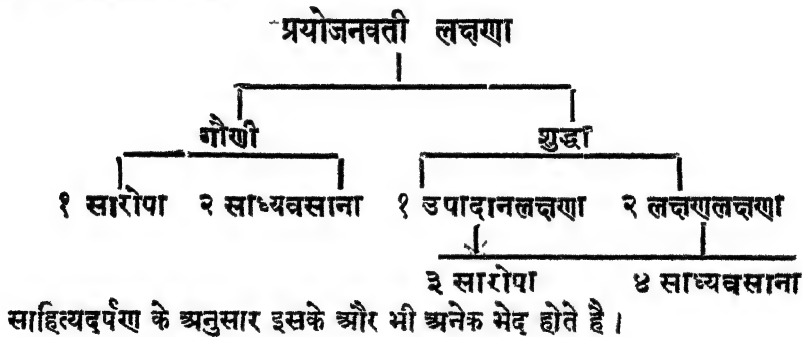 प्रयोजनवती लक्षणा
गौणी शुद्धा
१ सारोपा २ साध्यवसाना १ उपादानलक्षणा २ लक्षणलक्षणा
३ सारोपा ४ साध्यवसाना
साहित्यदर्पण के अनुसार इसके और भी अनेक भेद होते है।